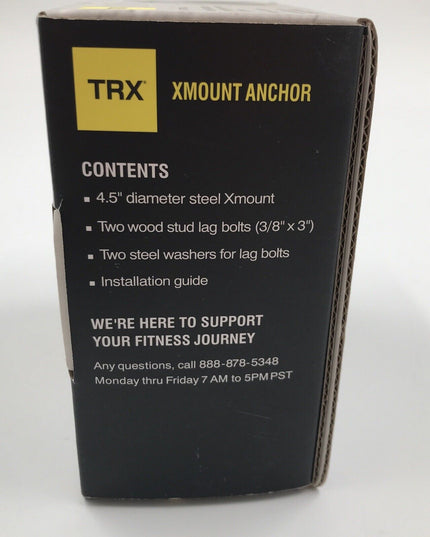 TRX®
XMOUNT ANCHOR
CONTENTS
▪ 4.5" diameter steel Xmount
▪ Two wood stud lag bolts (3/8" x 3")
▪ Two steel washers for lag bolts
▪ Installation guide
WE'RE HERE TO SUPPORT
YOUR FITNESS JOURNEY
Any questions, call 888-878-5348
Monday thru Friday 7 AM to 5PM PST